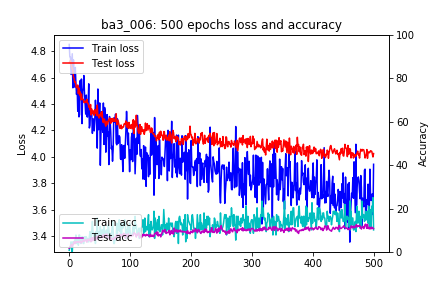 ba3_006: 500 epochs loss and accuracy
Train loss
Test loss
Train acc
Test acc
Loss
4.8
4.6
4.4
4.2
4.0
3.8
3.6
3.4
100
80
60
40
20
0
Accuracy
0 100 200 300 400 500